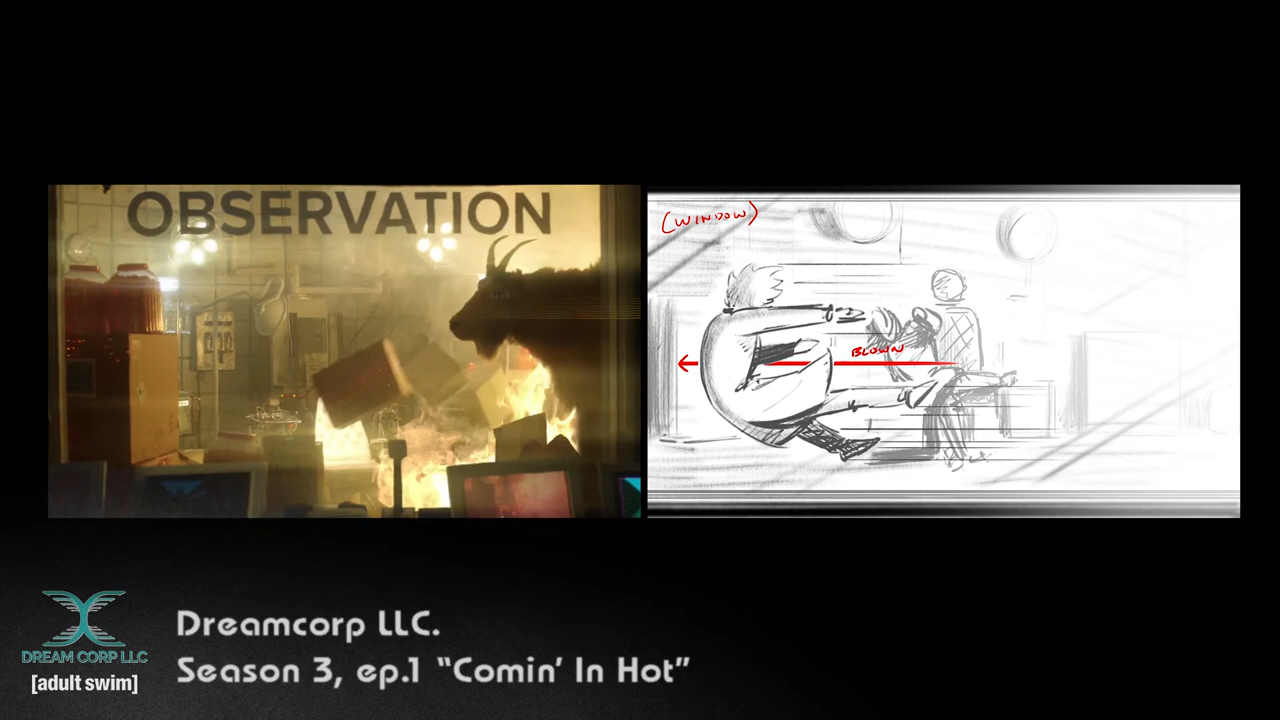 OBSERVATION
(WINDOW)
BLOWN
Dreamcorp LLC.
Season 3, ep.1 “Comin’ In Hot”
DREAM CORP LLC
[adult swim]